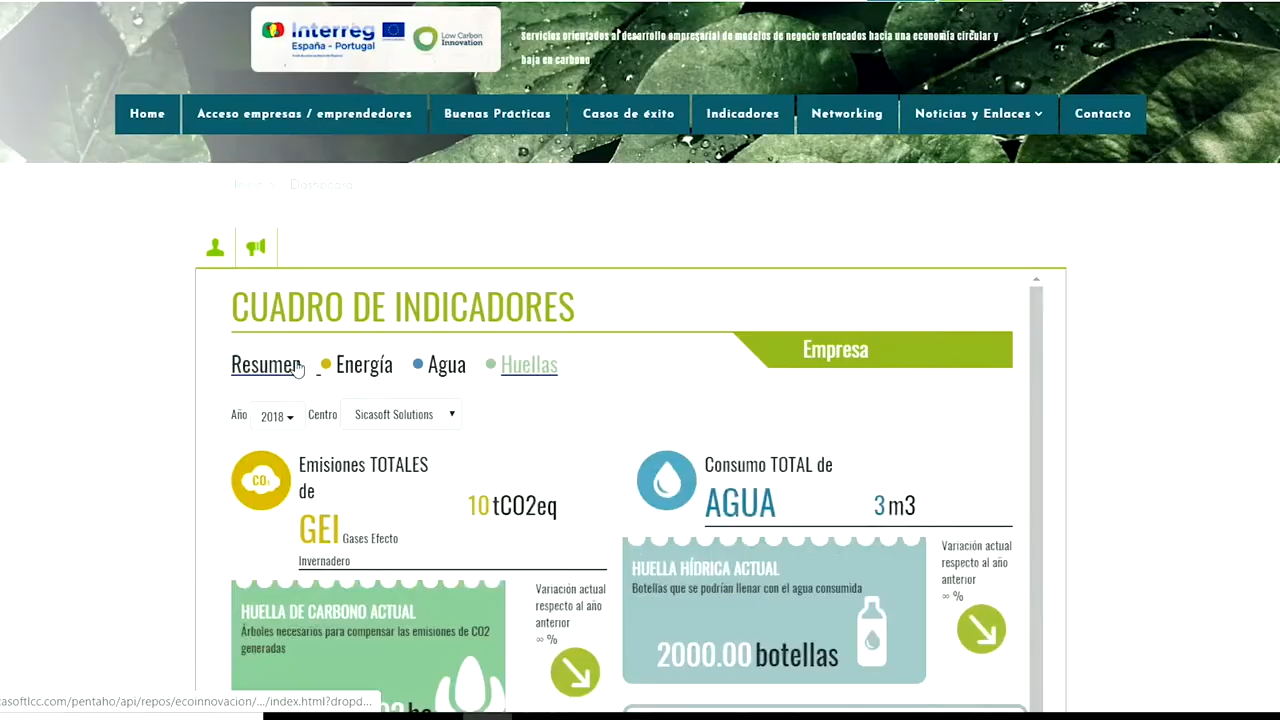 Interreg
España - Portugal
Low Carbon
Innovation
Servicios orientados al desarrollo empresarial de modelos de negocio enfocados hacia una economía circular y
baja en carbono
Home
Acceso empresas / emprendedores
Buenas Prácticas
Casos de éxito
Indicadores
Networking
Noticias y Enlaces
Contacto
Inicio > Dashboard
CUADRO DE INDICADORES
Empresa
Resumen
Energía
Agua
Huellas
Año 2018 Centro Sicasoft Solutions
CO2
Emisiones TOTALES
de
GEI Gases Efecto
Invernadero
10 tCO2eq
Consumo TOTAL de
AGUA
3 m3
HUELLA DE CARBONO ACTUAL
Árboles necesarios para compensar las emisiones de CO2
generadas
Variación actual
respecto al año
anterior
∞ %
HUELLA HÍDRICA ACTUAL
Botellas que se podrían llenar con el agua consumida
2000.00 botellas
Variación actual
respecto al año
anterior
∞ %
casoftlcc.com/pentaho/api/repos/ecoinnovacion/.../index.html?dropd...